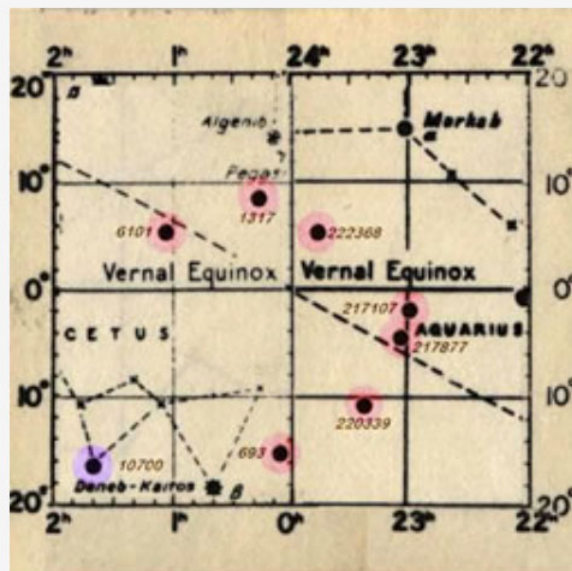 2ʰ 1ʰ 24ʰ 23ʰ 22ʰ
20° 20°
Algenib Markab
γ α
Pegasi
10° 10°
1317
6101 222368
Vernal Equinox Vernal Equinox
0° 0°
217107
CETUS AQUARIUS
217877
10° 10°
220339
693
10700
Deneb-Kaitos β
20° 20°
2ʰ 1ʰ 0ʰ 23ʰ 22ʰ